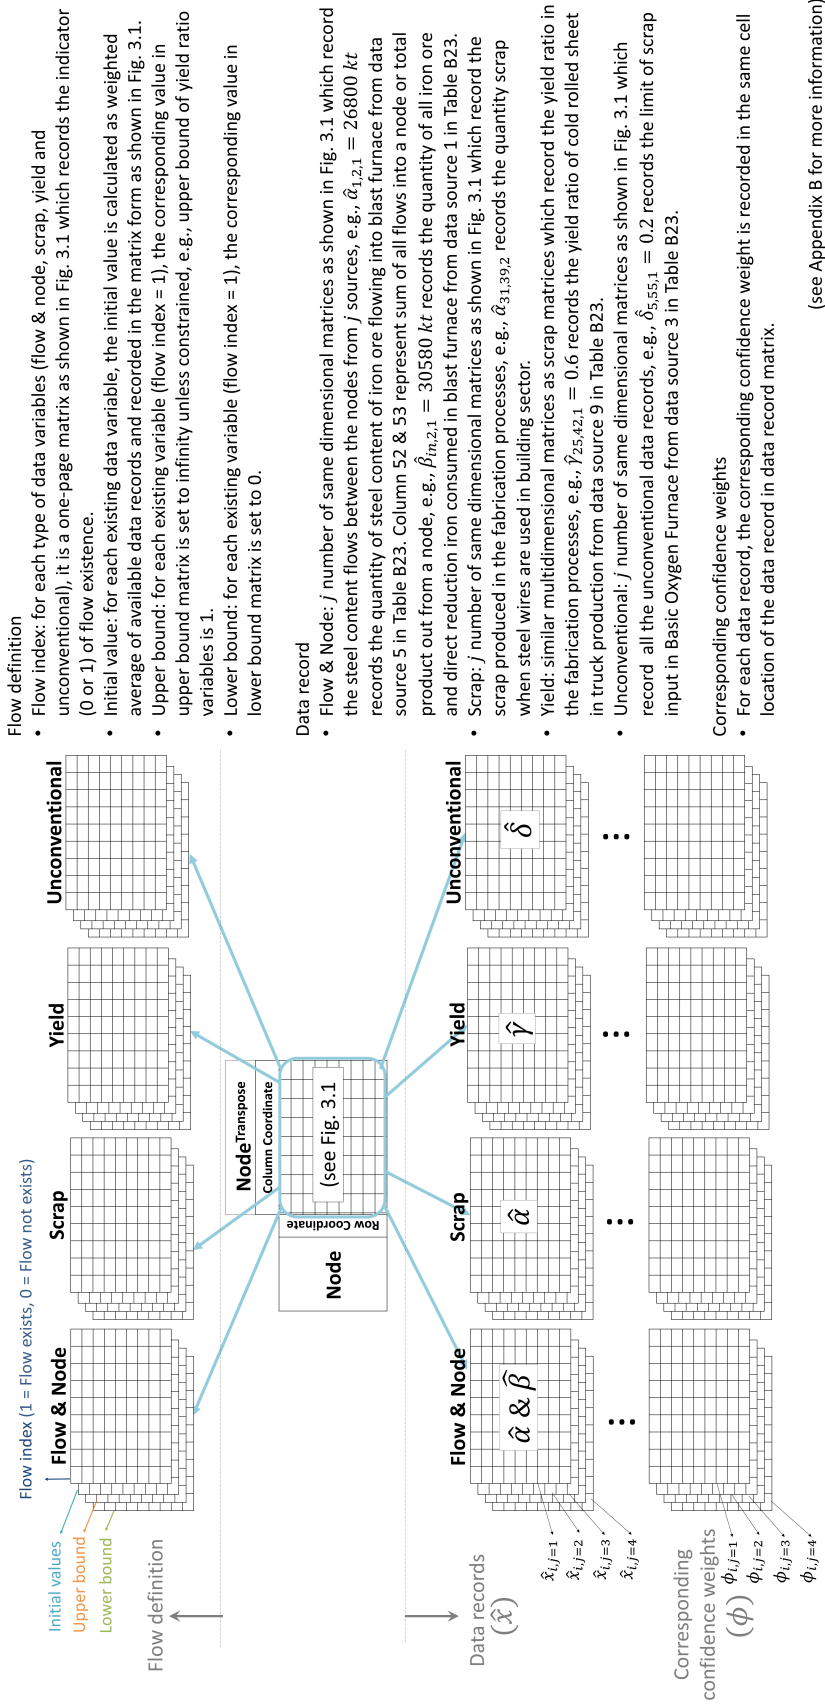 Flow index (1 = Flow exists, 0 = Flow not exists)
Initial values
Upper bound
Lower bound
Flow definition
Flow & Node
Scrap
Yield
Unconventional
Node
Node^Transpose
Column Coordinate
Row Coordinate
(see Fig. 3.1)
Data records
(x̂)
Flow & Node
Scrap
Yield
Unconventional
α̂ & β̂
α̂
γ̂
δ̂
x̂_{i,j=1}
x̂_{i,j=2}
x̂_{i,j=3}
x̂_{i,j=4}
...
...
...
...
Corresponding
confidence weights
(ϕ)
ϕ_{i,j=1}
ϕ_{i,j=2}
ϕ_{i,j=3}
ϕ_{i,j=4}
Flow definition
• Flow index: for each type of data variables (flow & node, scrap, yield and
unconventional), it is a one-page matrix as shown in Fig. 3.1 which records the indicator
(0 or 1) of flow existence.
• Initial value: for each existing data variable, the initial value is calculated as weighted
average of available data records and recorded in the matrix form as shown in Fig. 3.1.
• Upper bound: for each existing variable (flow index = 1), the corresponding value in
upper bound matrix is set to infinity unless constrained, e.g., upper bound of yield ratio
variables is 1.
• Lower bound: for each existing variable (flow index = 1), the corresponding value in
lower bound matrix is set to 0.
Data record
• Flow & Node: j number of same dimensional matrices as shown in Fig. 3.1 which record
the steel content flows between the nodes from j sources, e.g., α̂_{1,2,1} = 26800 kt
records the quantity of steel content of iron ore flowing into blast furnace from data
source 5 in Table B23. Column 52 & 53 represent sum of all flows into a node or total
product out from a node, e.g., β̂_{in,2,1} = 30580 kt records the quantity of all iron ore
and direct reduction iron consumed in blast furnace from data source 1 in Table B23.
• Scrap: j number of same dimension matrices as shown in Fig. 3.1 which record the
scrap produced in the fabrication processes, e.g., α̂_{31,39,2} records the quantity scrap
when steel wires are used in building sector.
• Yield: similar multidimensional matrices as scrap matrices which record the yield ratio in
the fabrication processes, e.g., γ̂_{25,42,1} = 0.6 records the yield ratio of cold rolled sheet
in truck production from data source 9 in Table B23.
• Unconventional: j number of same dimensional matrices as shown in Fig. 3.1 which
record all the unconventional data records, e.g., δ̂_{5,55,1} = 0.2 records the limit of scrap
input in Basic Oxygen Furnace from data source 3 in Table B23.
Corresponding confidence weights
• For each data record, the corresponding confidence weight is recorded in the same cell
location of the data record in data record matrix.
(see Appendix B for more information)